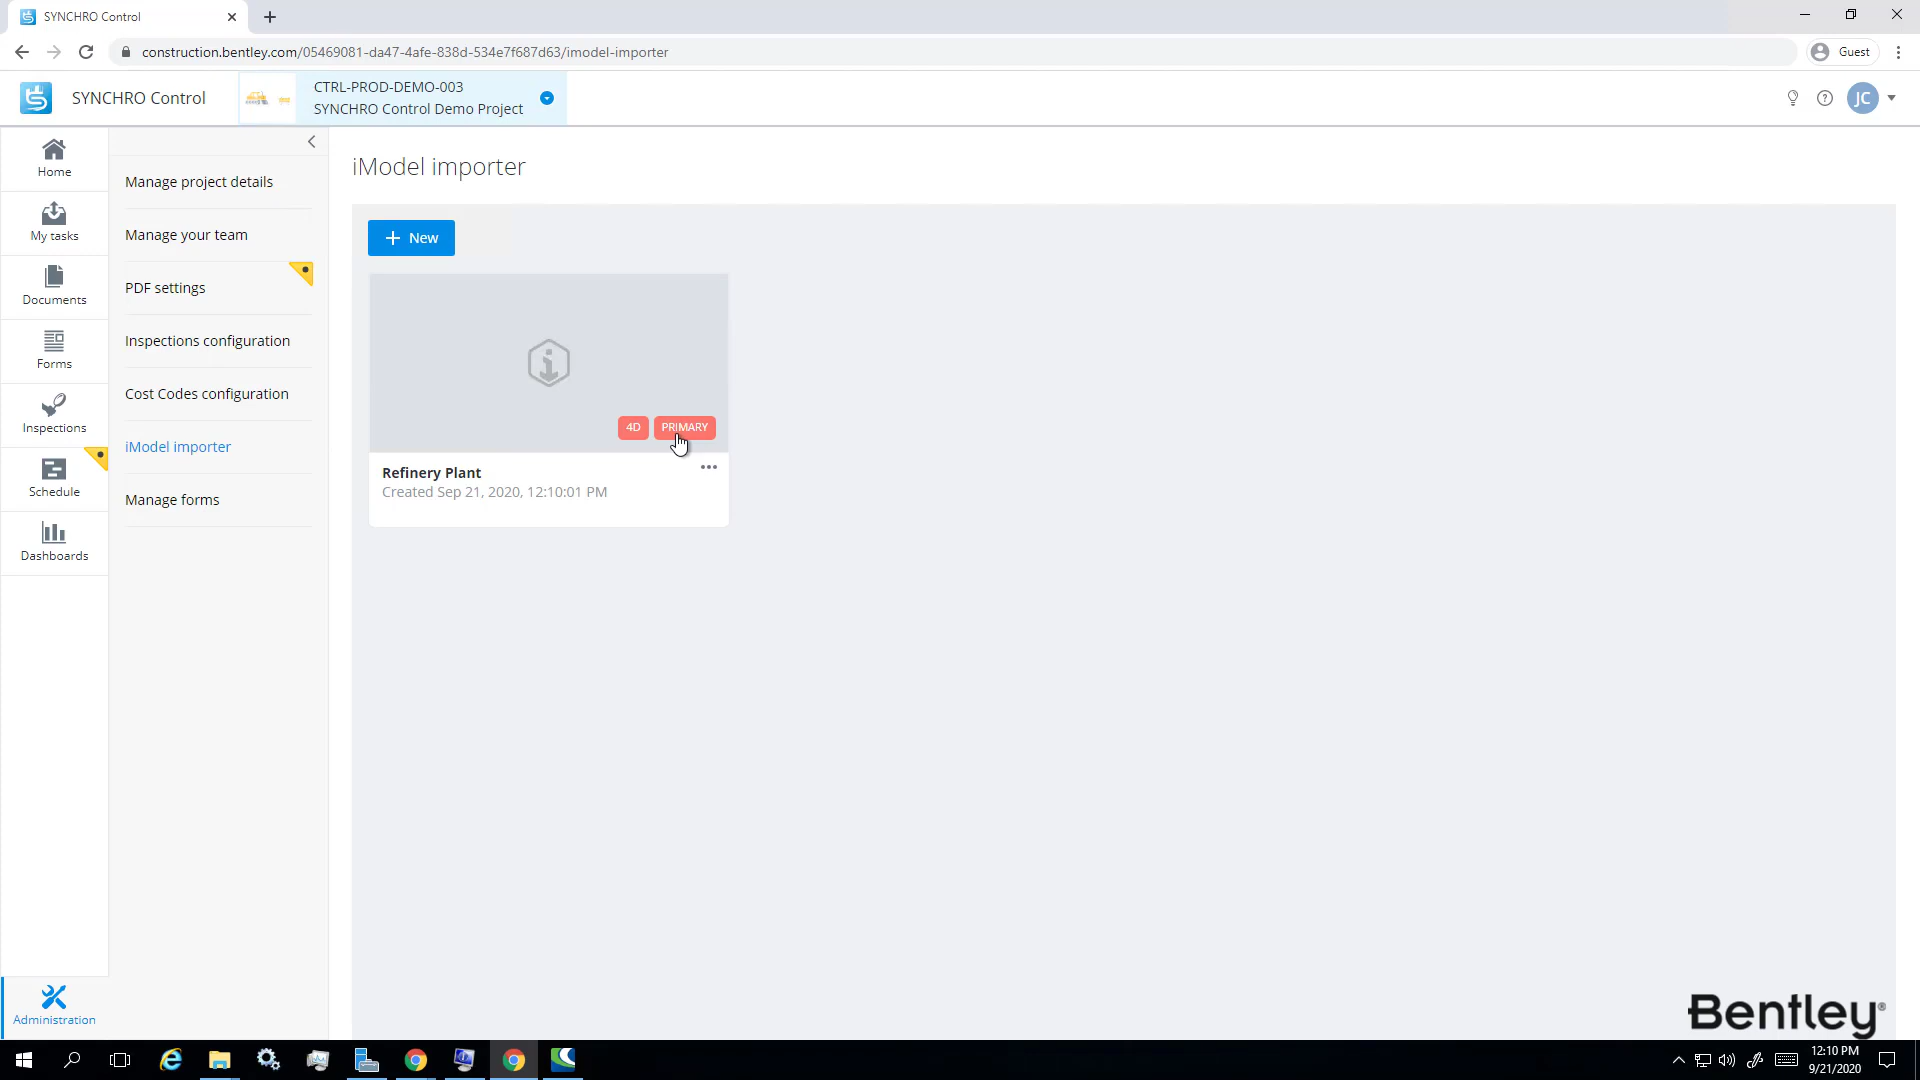 SYNCHRO Control
construction.bentley.com/05469081-da47-4afe-838d-534e7f687d63/imodel-importer
Guest
SYNCHRO Control
CTRL-PROD-DEMO-003
SYNCHRO Control Demo Project
JC
Home
My tasks
Documents
Forms
Inspections
Schedule
Dashboards
Administration
Manage project details
Manage your team
PDF settings
Inspections configuration
Cost Codes configuration
iModel importer
Manage forms
iModel importer
New
4D
PRIMARY
Refinery Plant
Created Sep 21, 2020, 12:10:01 PM
Bentley®
12:10 PM
9/21/2020